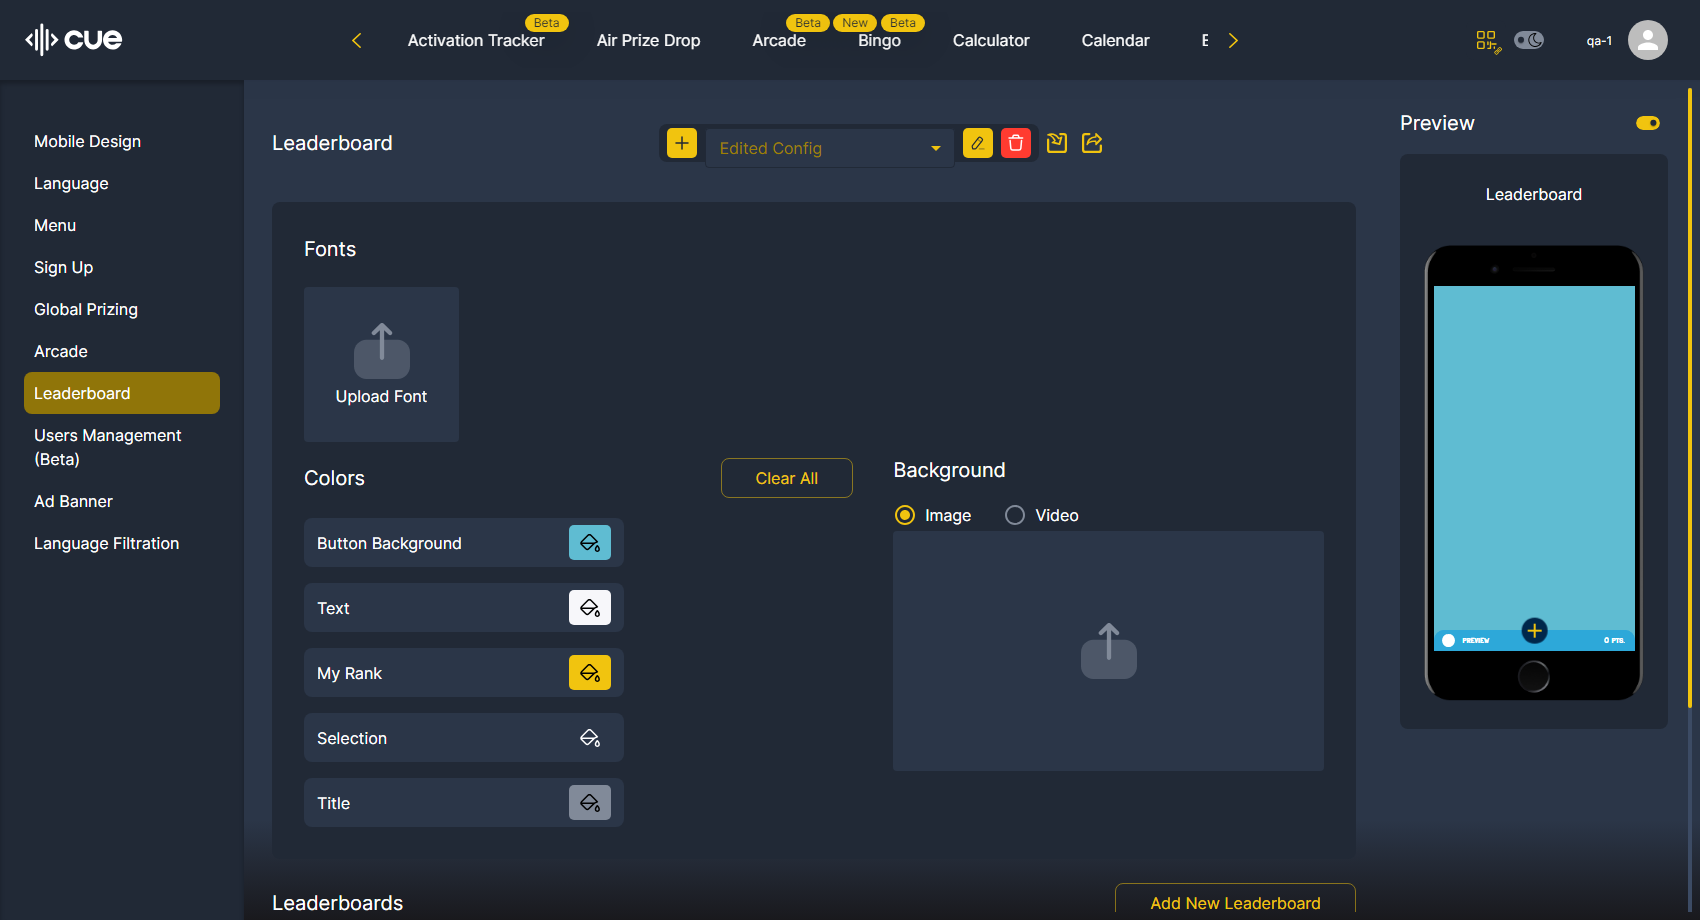 cue
Beta
Beta
New
Beta
Activation Tracker
Air Prize Drop
Arcade
Bingo
Calculator
Calendar
qa-1
Mobile Design
Language
Menu
Sign Up
Global Prizing
Arcade
Leaderboard
Users Management
(Beta)
Ad Banner
Language Filtration
Leaderboard
Edited Config
Fonts
Upload Font
Colors
Clear All
Button Background
Text
My Rank
Selection
Title
Background
Image
Video
Leaderboards
Add New Leaderboard
Preview
Leaderboard
PREVIEW
0 PTS.